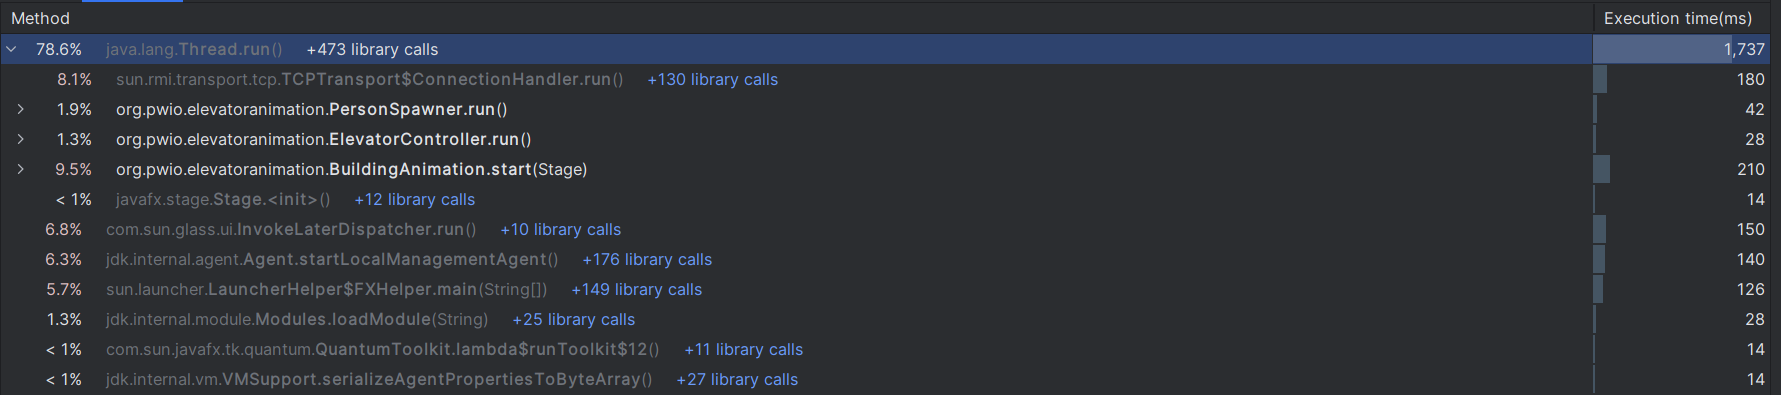 Method Execution time(ms)
78.6% java.lang.Thread.run() +473 library calls 1,737
8.1% sun.rmi.transport.tcp.TCPTransport$ConnectionHandler.run() +130 library calls 180
1.9% org.pwio.elevatoranimation.PersonSpawner.run() 42
1.3% org.pwio.elevatoranimation.ElevatorController.run() 28
9.5% org.pwio.elevatoranimation.BuildingAnimation.start(Stage) 210
< 1% javafx.stage.Stage.<init>() +12 library calls 14
6.8% com.sun.glass.ui.InvokeLaterDispatcher.run() +10 library calls 150
6.3% jdk.internal.agent.Agent.startLocalManagementAgent() +176 library calls 140
5.7% sun.launcher.LauncherHelper$FXHelper.main(String[]) +149 library calls 126
1.3% jdk.internal.module.Modules.loadModule(String) +25 library calls 28
< 1% com.sun.javafx.tk.quantum.QuantumToolkit.lambda$runToolkit$12() +11 library calls 14
< 1% jdk.internal.vm.VMSupport.serializeAgentPropertiesToByteArray() +27 library calls 14